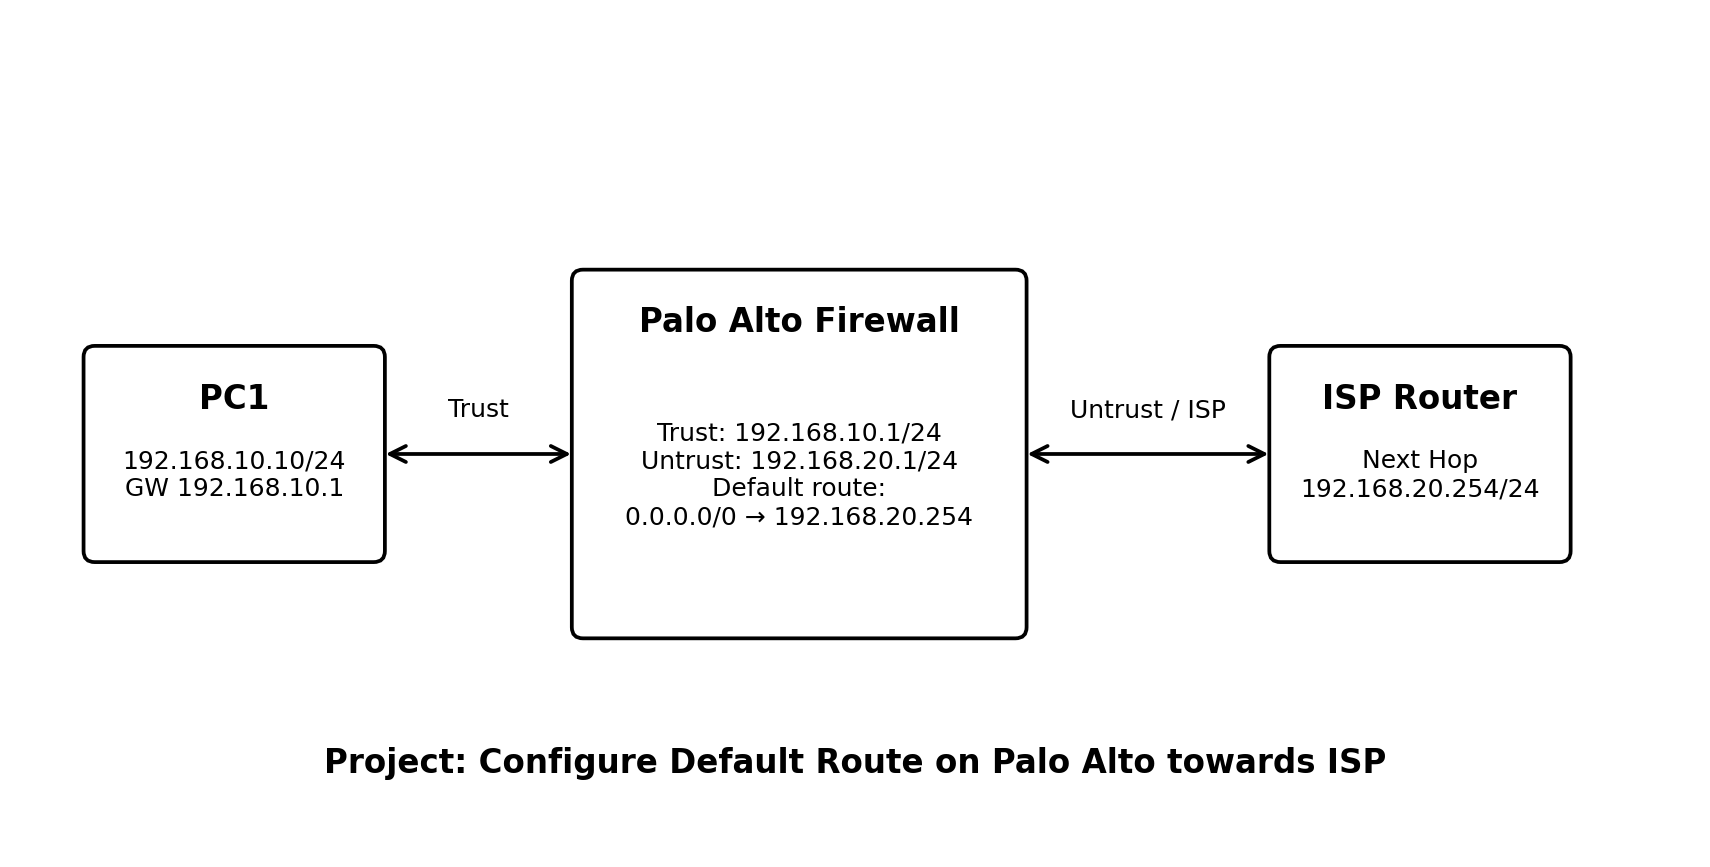 PC1
192.168.10.10/24
GW 192.168.10.1
Trust
Palo Alto Firewall
Trust: 192.168.10.1/24
Untrust: 192.168.20.1/24
Default route:
0.0.0.0/0 → 192.168.20.254
Untrust / ISP
ISP Router
Next Hop
192.168.20.254/24
Project: Configure Default Route on Palo Alto towards ISP